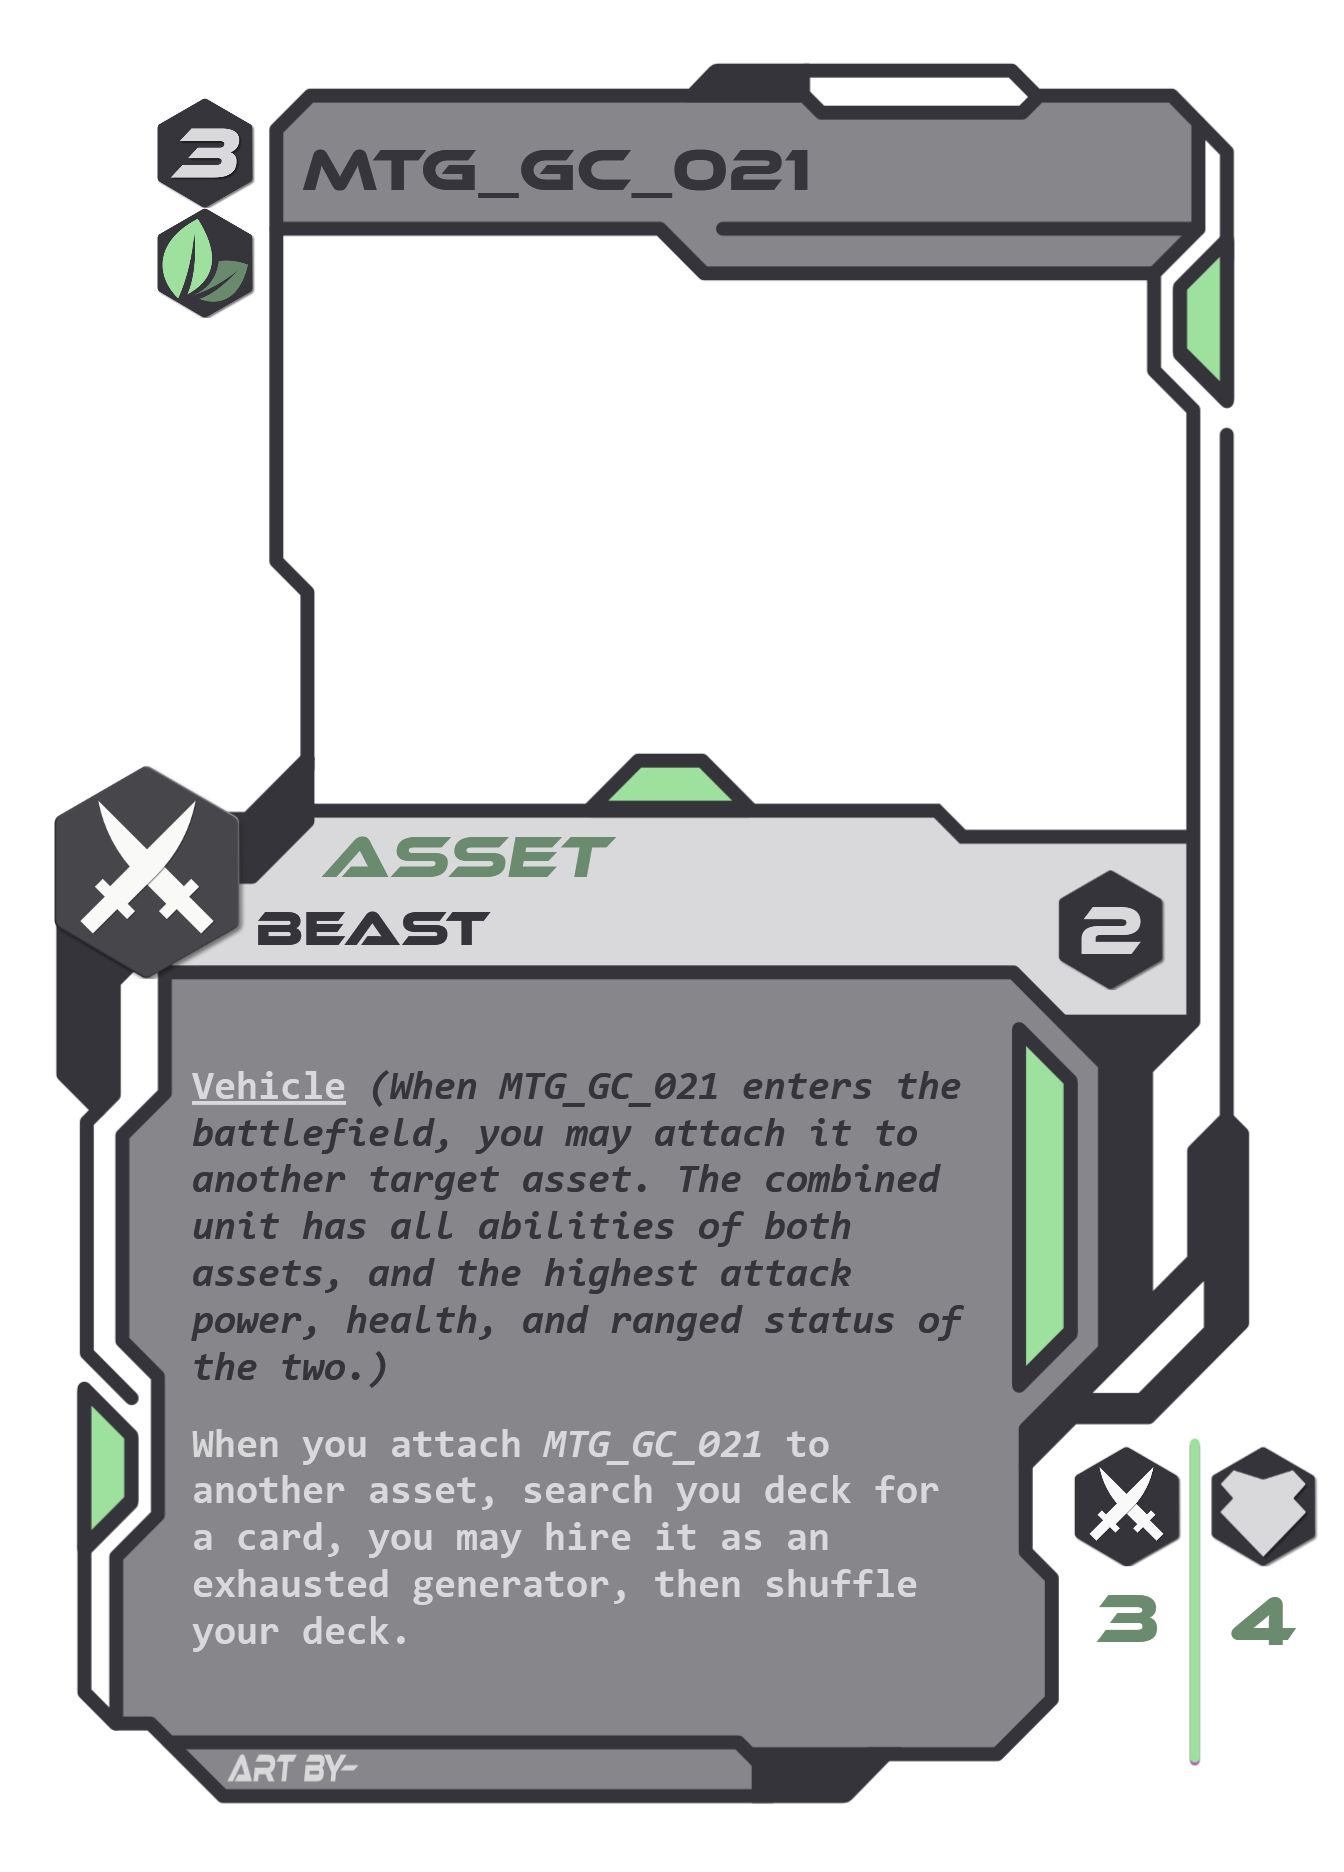 3
MTG_GC_021
ASSET
BEAST
2
Vehicle (When MTG_GC_021 enters the
battlefield, you may attach it to
another target asset. The combined
unit has all abilities of both
assets, and the highest attack
power, health, and ranged status of
the two.)
When you attach MTG_GC_021 to
another asset, search you deck for
a card, you may hire it as an
exhausted generator, then shuffle
your deck.
3
4
ART BY-